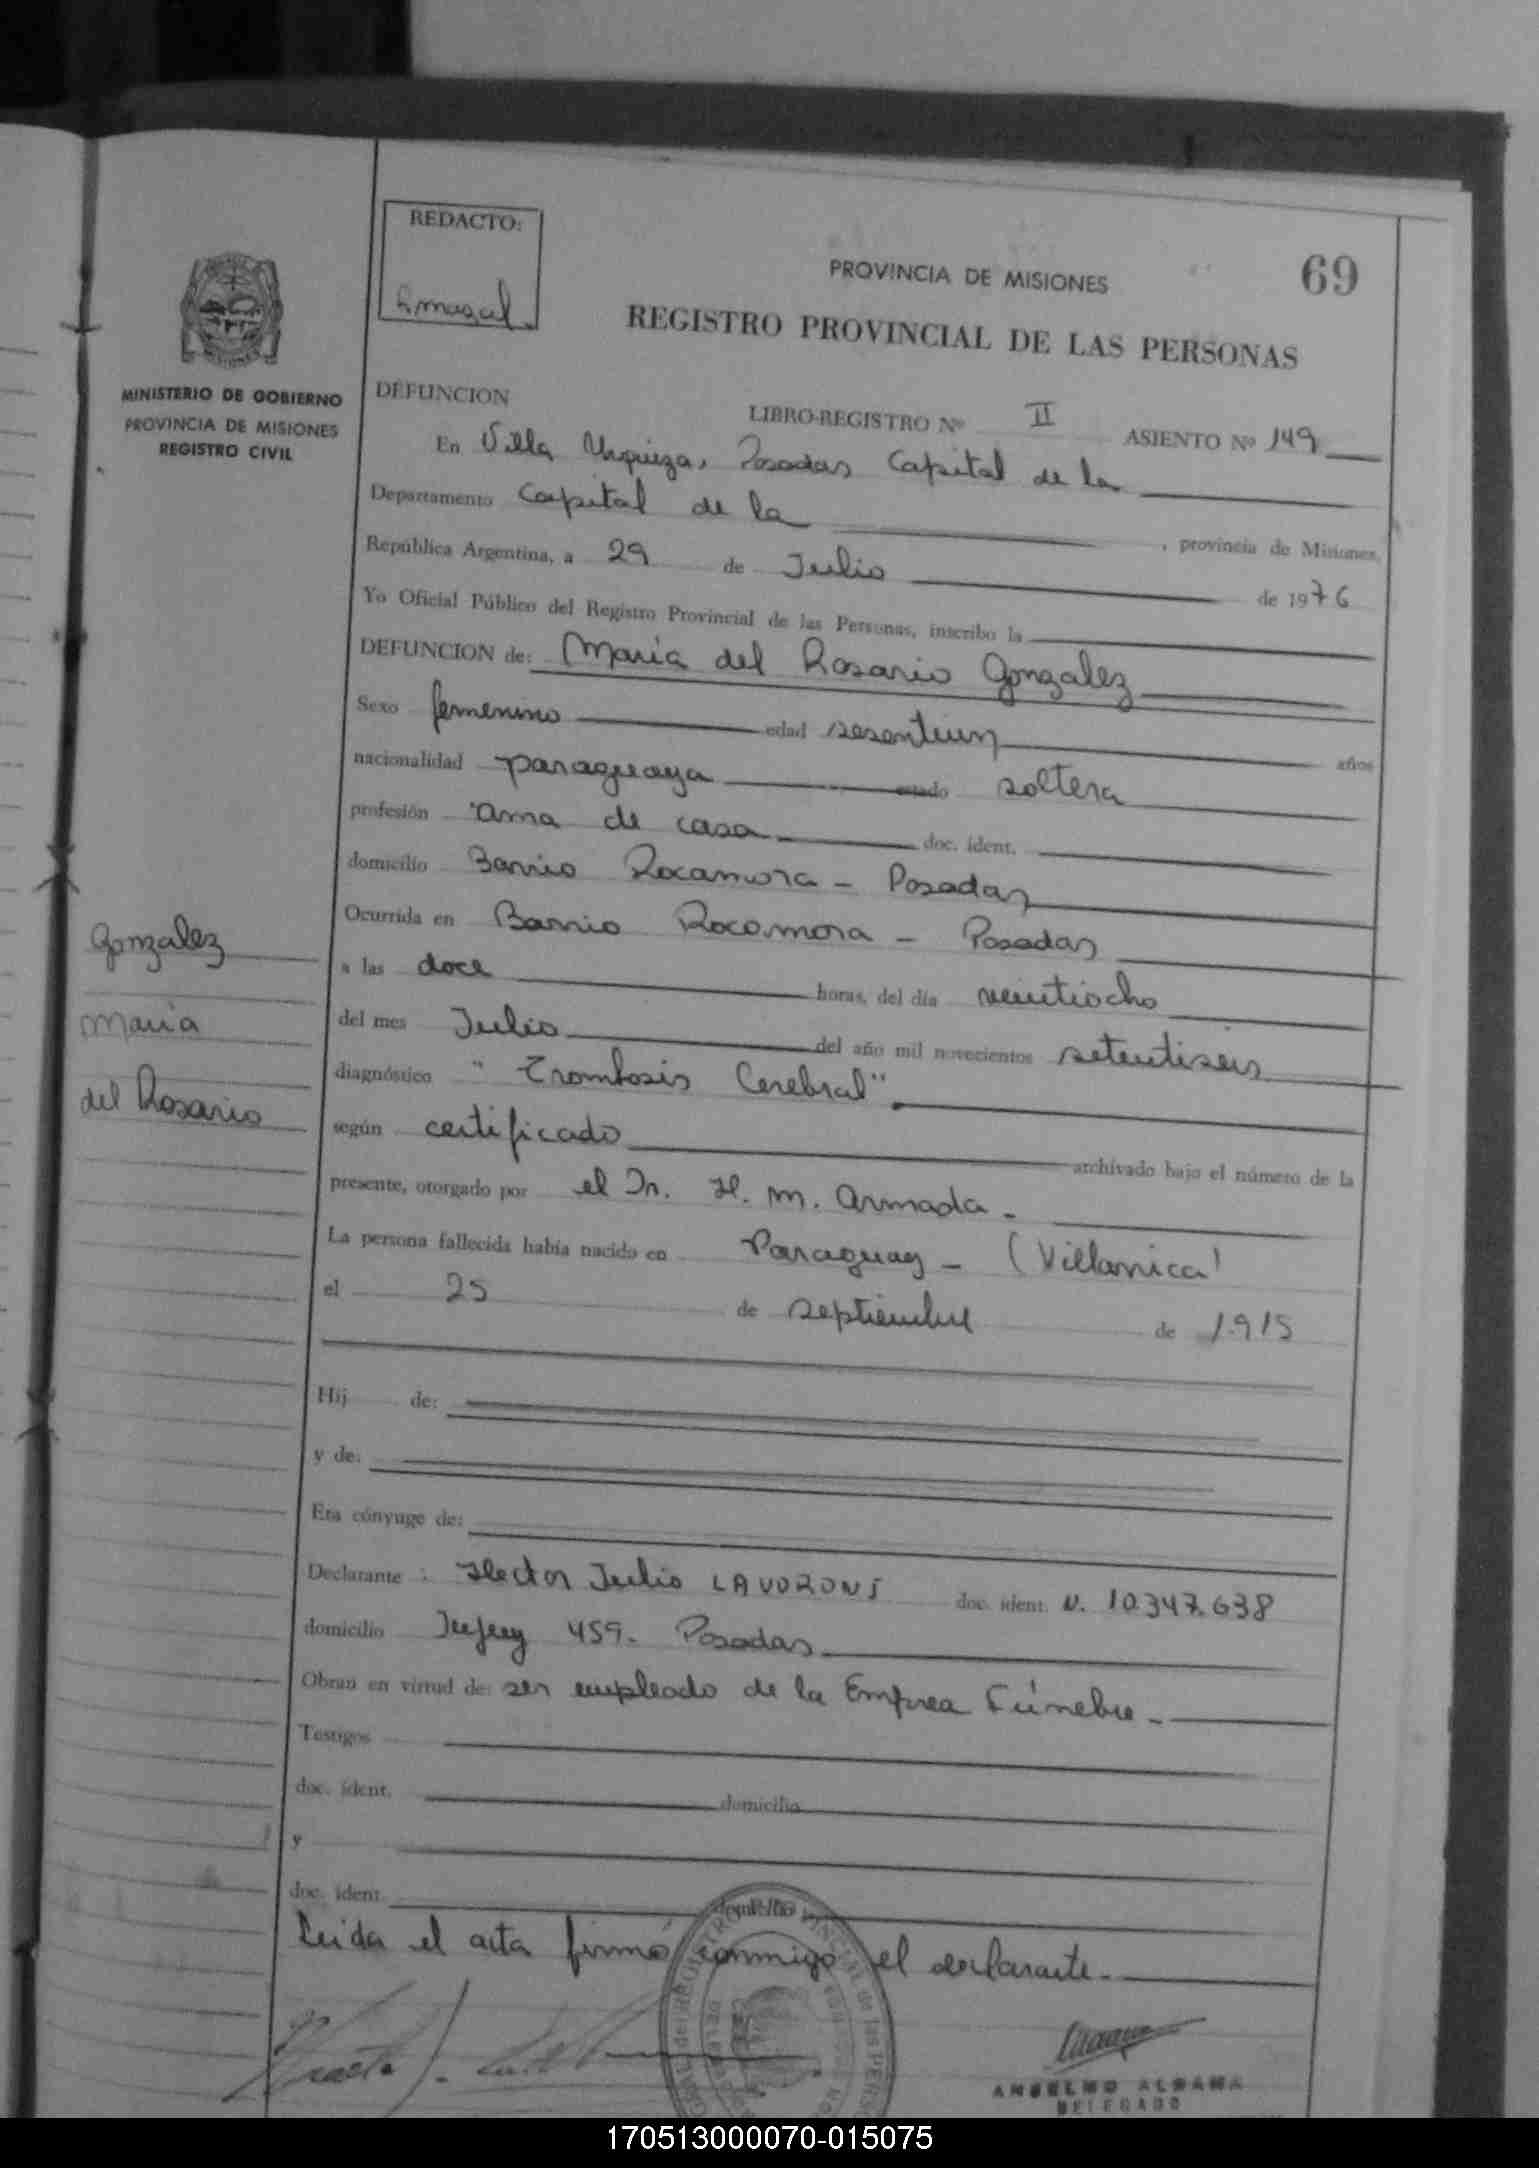 REDACTO:
PROVINCIA DE MISIONES
69
REGISTRO PROVINCIAL DE LAS PERSONAS
MINISTERIO DE GOBIERNO
PROVINCIA DE MISIONES
REGISTRO CIVIL
DEFUNCION
LIBRO-REGISTRO Nº II ASIENTO Nº 149
En Villa Urquiza, Posadas Capital de la
Departamento Capital de la , provincia de Misiones,
República Argentina, a 29 de Julio de 1976
Yo Oficial Público del Registro Provincial de las Personas, inscribo la
DEFUNCION de: María del Rosario Gonzalez
Sexo femenino edad sesentiun años
nacionalidad paraguaya estado soltera
profesión Ama de casa doc. ident.
domicilio Barrio Rocamora - Posadas
Ocurrida en Barrio Rocamora - Posadas
a las doce horas, del día veintiocho
del mes Julio del año mil novecientos setentiseis
diagnóstico "Trombosis Cerebral".
según certificado archivado bajo el número de la
presente, otorgado por el Dr. H. M. Armada.-
La persona fallecida había nacido en Paraguay - (Villarrica)
el 25 de septiembre de 1.915
Hij de:
y de:
Era cónyuge de:
Declarante : Hector Julio LAVORONI doc. ident. N. 10.347.638
domicilio Jujuy 459- Posadas
Obran en virtud de: ser empleado de la Emprea Fúnebre.-
Testigos
doc. ident. domicilio
y
doc. ident. domicilio
Leida el acta firmó conmigo el declarante.-
Gonzalez
María
del Rosario
ANSELMO ALDAMA
DELEGADO
170513000070-015075